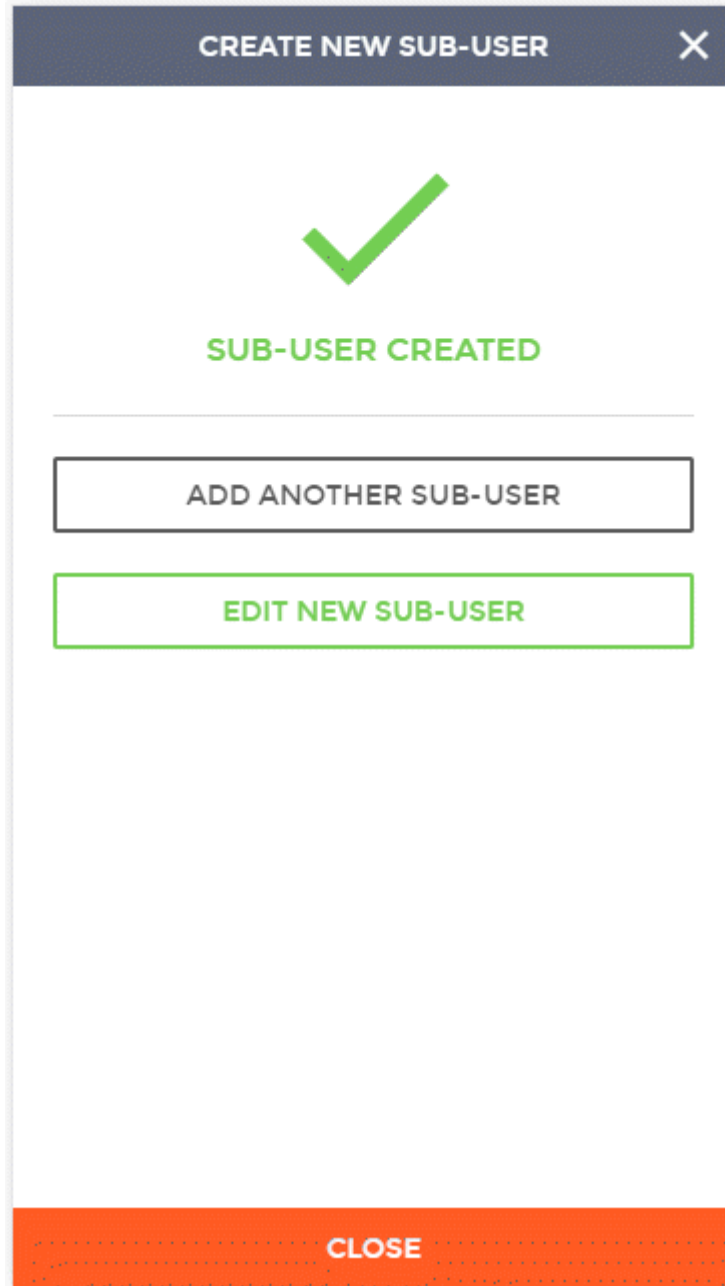 CREATE NEW SUB-USER
SUB-USER CREATED
ADD ANOTHER SUB-USER
EDIT NEW SUB-USER
CLOSE